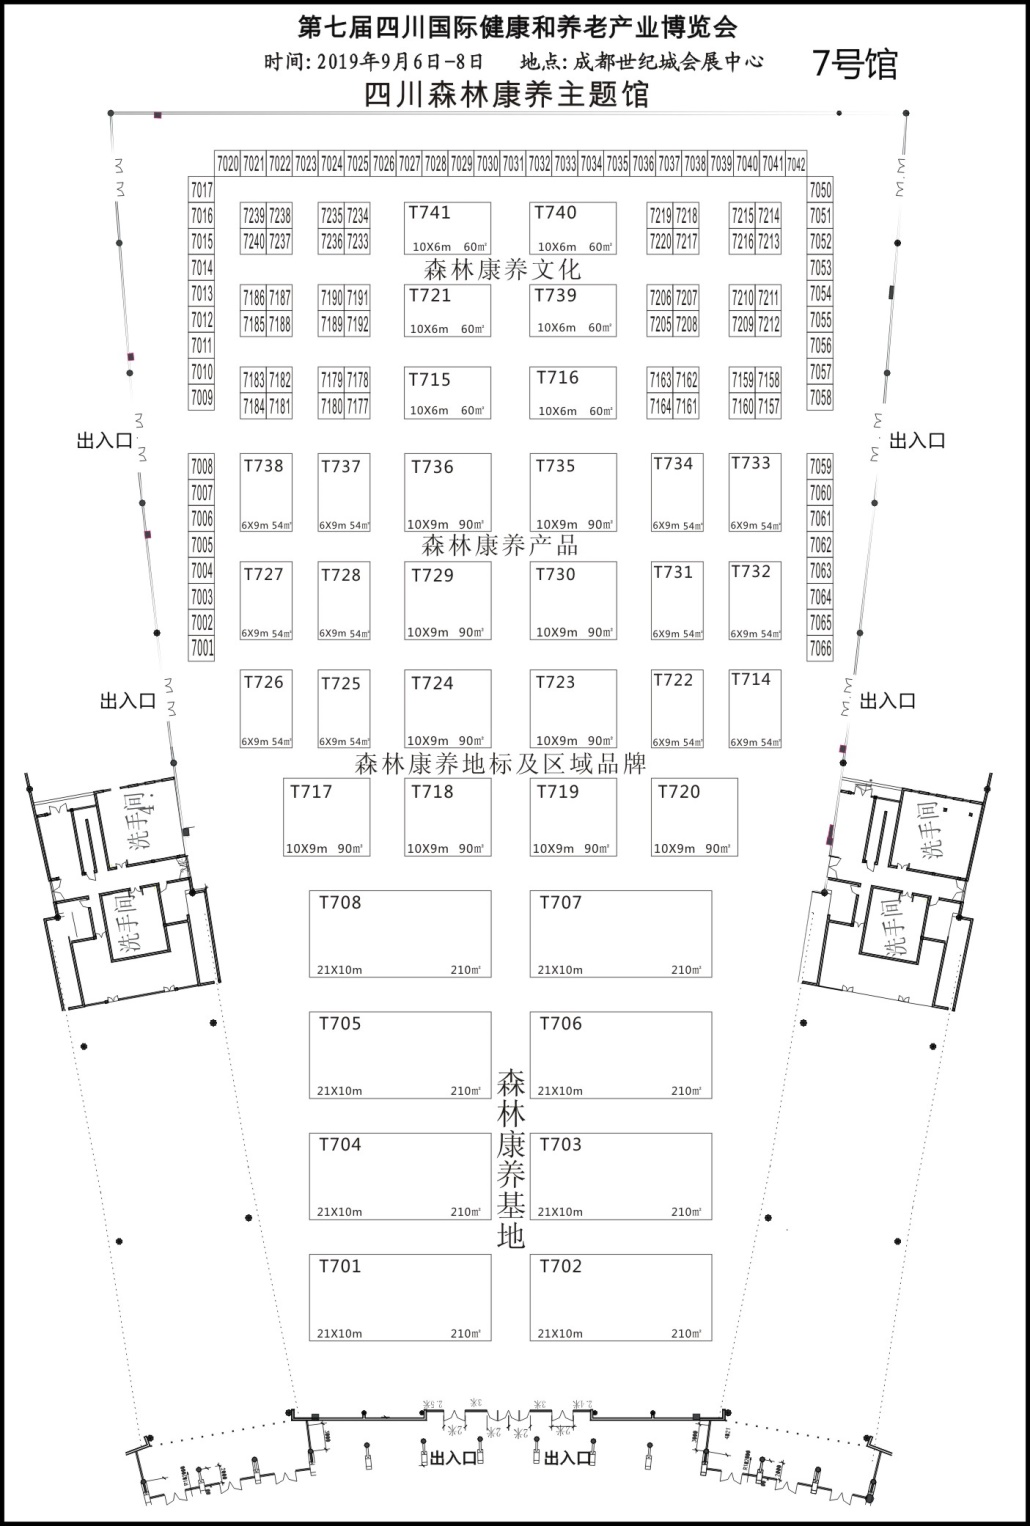 第七届四川国际健康和养老产业博览会
时间: 2019年9月6日-8日 地点: 成都世纪城会展中心
7号馆
四川森林康养主题馆
7020 7021 7022 7023 7024 7025 7026 7027 7028 7029 7030 7031 7032 7033 7034 7035 7036 7037 7038 7039 7040 7041 7042
7017 7050
7016 7239 7238 7235 7234 T741 T740 7219 7218 7215 7214 7051
7015 7240 7237 7236 7233 10X6m 60㎡ 10X6m 60㎡ 7220 7217 7216 7213 7052
7014 森林康养文化 7053
7013 7186 7187 7190 7191 T721 T739 7206 7207 7210 7211 7054
7012 7185 7188 7189 7192 10X6m 60㎡ 10X6m 60㎡ 7205 7208 7209 7212 7055
7011 7056
7010 7183 7182 7179 7178 T715 T716 7163 7162 7159 7158 7057
7009 7184 7181 7180 7177 10X6m 60㎡ 10X6m 60㎡ 7164 7161 7160 7157 7058
出入口 出入口
7008 T738 T737 T736 T735 T734 T733 7059
7007 7060
7006 6X9m 54㎡ 6X9m 54㎡ 10X9m 90㎡ 10X9m 90㎡ 6X9m 54㎡ 6X9m 54㎡ 7061
7005 森林康养产品 7062
7004 T727 T728 T729 T730 T731 T732 7063
7003 7064
7002 6X9m 54㎡ 6X9m 54㎡ 10X9m 90㎡ 10X9m 90㎡ 6X9m 54㎡ 6X9m 54㎡ 7065
7001 7066
出入口 T726 T725 T724 T723 T722 T714 出入口
6X9m 54㎡ 6X9m 54㎡ 10X9m 90㎡ 10X9m 90㎡ 6X9m 54㎡ 6X9m 54㎡
森林康养地标及区域品牌
T717 T718 T719 T720
10X9m 90㎡ 10X9m 90㎡ 10X9m 90㎡ 10X9m 90㎡
洗手间 洗手间
洗手间 洗手间
T708 T707
21X10m 210㎡ 21X10m 210㎡
T705 T706
21X10m 210㎡ 21X10m 210㎡
森林康养基地
T704 T703
21X10m 210㎡ 21X10m 210㎡
T701 T702
21X10m 210㎡ 21X10m 210㎡
3米 3米
2米 2米 2米 2米
出入口 出入口